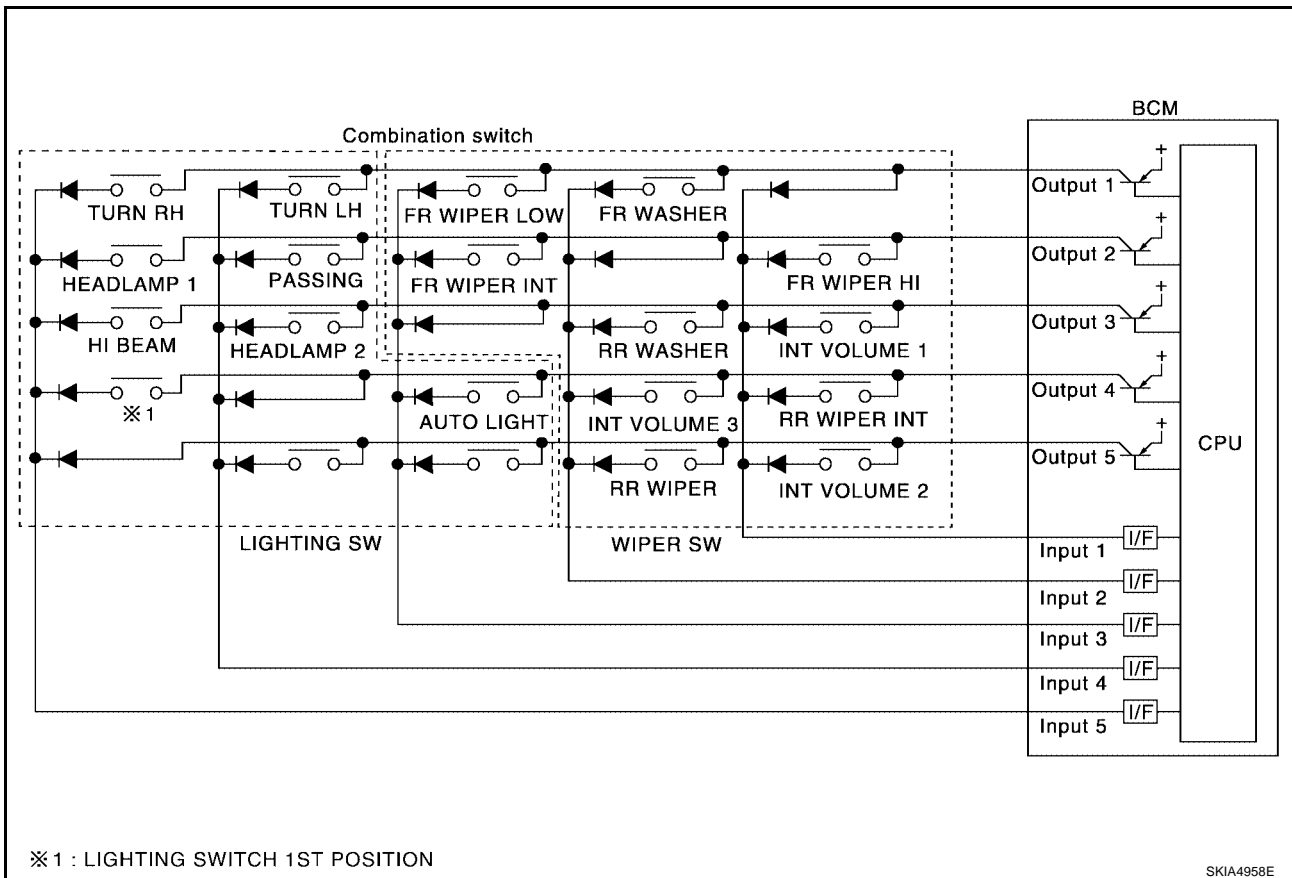 BCM
Combination switch
Output 1
TURN RH
TURN LH
FR WIPER LOW
FR WASHER
Output 2
HEADLAMP 1
PASSING
FR WIPER INT
FR WIPER HI
Output 3
HI BEAM
HEADLAMP 2
RR WASHER
INT VOLUME 1
Output 4
※1
AUTO LIGHT
INT VOLUME 3
RR WIPER INT
CPU
Output 5
RR WIPER
INT VOLUME 2
LIGHTING SW
WIPER SW
Input 1
I/F
Input 2
I/F
Input 3
I/F
Input 4
I/F
Input 5
I/F
※1 : LIGHTING SWITCH 1ST POSITION
SKIA4958E